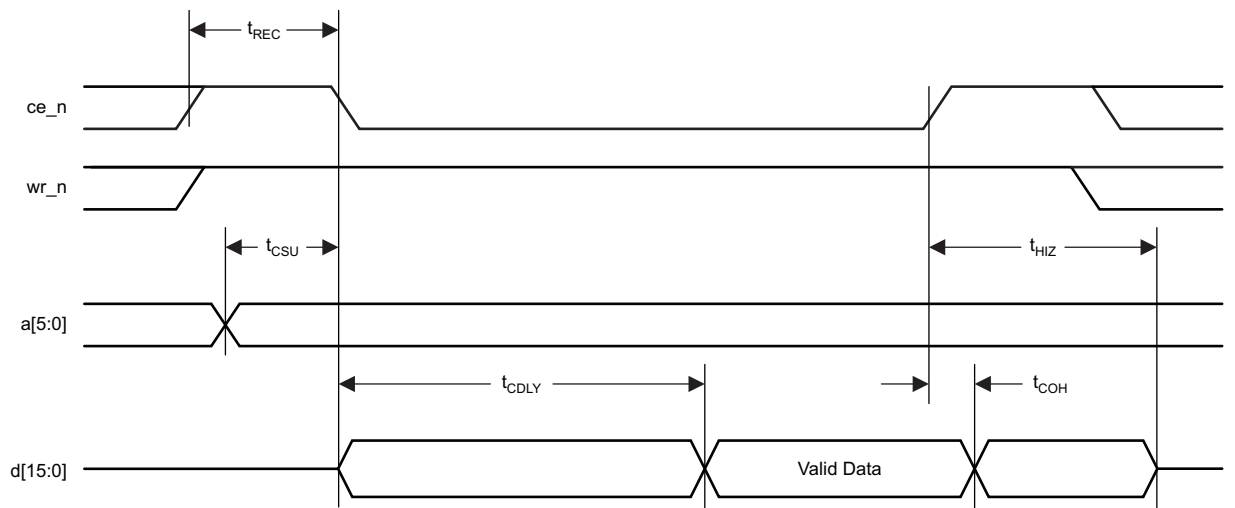 tREC
ce_n
wr_n
tCSU
tHIZ
a[5:0]
tCDLY
tCOH
d[15:0]
Valid Data